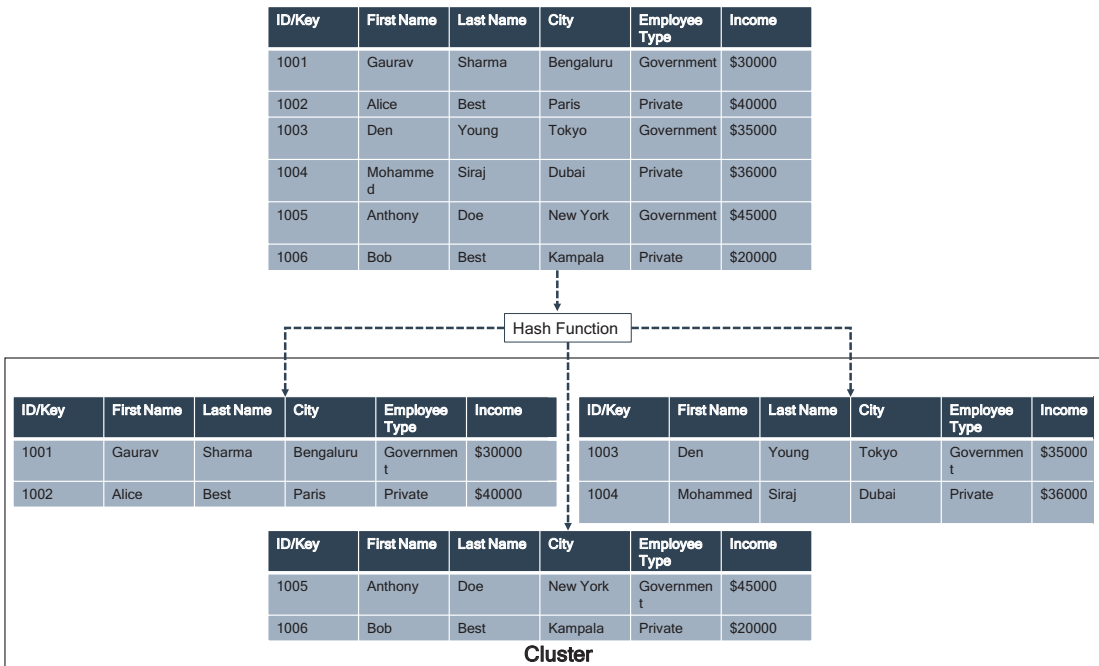 ID/Key First Name Last Name City Employee Type Income
1001 Gaurav Sharma Bengaluru Government $30000
1002 Alice Best Paris Private $40000
1003 Den Young Tokyo Government $35000
1004 Mohammed Siraj Dubai Private $36000
1005 Anthony Doe New York Government $45000
1006 Bob Best Kampala Private $20000
Hash Function
ID/Key First Name Last Name City Employee Type Income
1001 Gaurav Sharma Bengaluru Government $30000
1002 Alice Best Paris Private $40000
ID/Key First Name Last Name City Employee Type Income
1003 Den Young Tokyo Government $35000
1004 Mohammed Siraj Dubai Private $36000
ID/Key First Name Last Name City Employee Type Income
1005 Anthony Doe New York Government $45000
1006 Bob Best Kampala Private $20000
Cluster